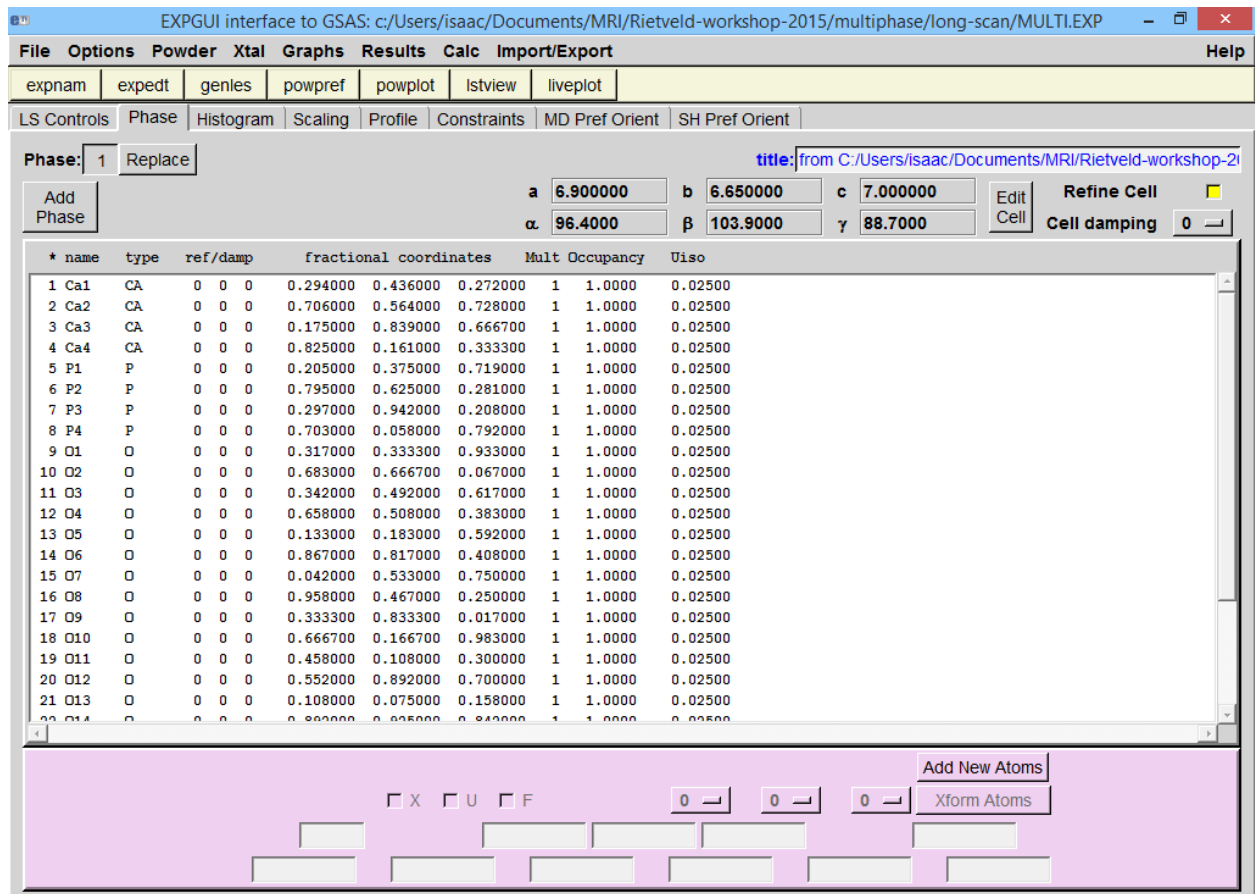 EXPGUI interface to GSAS: c:/Users/isaac/Documents/MRI/Rietveld-workshop-2015/multiphase/long-scan/MULTI.EXP
File Options Powder Xtal Graphs Results Calc Import/Export Help
expnam expedt genles powpref powplot lstview liveplot
LS Controls Phase Histogram Scaling Profile Constraints MD Pref Orient SH Pref Orient
Phase: 1 Replace title: from C:/Users/isaac/Documents/MRI/Rietveld-workshop-2
Add Phase a 6.900000 b 6.650000 c 7.000000 Edit Cell Refine Cell
α 96.4000 β 103.9000 γ 88.7000 Cell damping 0
* name type ref/damp fractional coordinates Mult Occupancy Uiso
1 Ca1 CA 0 0 0 0.294000 0.436000 0.272000 1 1.0000 0.02500
2 Ca2 CA 0 0 0 0.706000 0.564000 0.728000 1 1.0000 0.02500
3 Ca3 CA 0 0 0 0.175000 0.839000 0.666700 1 1.0000 0.02500
4 Ca4 CA 0 0 0 0.825000 0.161000 0.333300 1 1.0000 0.02500
5 P1 P 0 0 0 0.205000 0.375000 0.719000 1 1.0000 0.02500
6 P2 P 0 0 0 0.795000 0.625000 0.281000 1 1.0000 0.02500
7 P3 P 0 0 0 0.297000 0.942000 0.208000 1 1.0000 0.02500
8 P4 P 0 0 0 0.703000 0.058000 0.792000 1 1.0000 0.02500
9 O1 O 0 0 0 0.317000 0.333300 0.933000 1 1.0000 0.02500
10 O2 O 0 0 0 0.683000 0.666700 0.067000 1 1.0000 0.02500
11 O3 O 0 0 0 0.342000 0.492000 0.617000 1 1.0000 0.02500
12 O4 O 0 0 0 0.658000 0.508000 0.383000 1 1.0000 0.02500
13 O5 O 0 0 0 0.133000 0.183000 0.592000 1 1.0000 0.02500
14 O6 O 0 0 0 0.867000 0.817000 0.408000 1 1.0000 0.02500
15 O7 O 0 0 0 0.042000 0.533000 0.750000 1 1.0000 0.02500
16 O8 O 0 0 0 0.958000 0.467000 0.250000 1 1.0000 0.02500
17 O9 O 0 0 0 0.333300 0.833300 0.017000 1 1.0000 0.02500
18 O10 O 0 0 0 0.666700 0.166700 0.983000 1 1.0000 0.02500
19 O11 O 0 0 0 0.458000 0.108000 0.300000 1 1.0000 0.02500
20 O12 O 0 0 0 0.552000 0.892000 0.700000 1 1.0000 0.02500
21 O13 O 0 0 0 0.108000 0.075000 0.158000 1 1.0000 0.02500
22 O14 O 0 0 0 0.892000 0.925000 0.842000 1 1.0000 0.02500
Add New Atoms
X U F 0 0 0 Xform Atoms